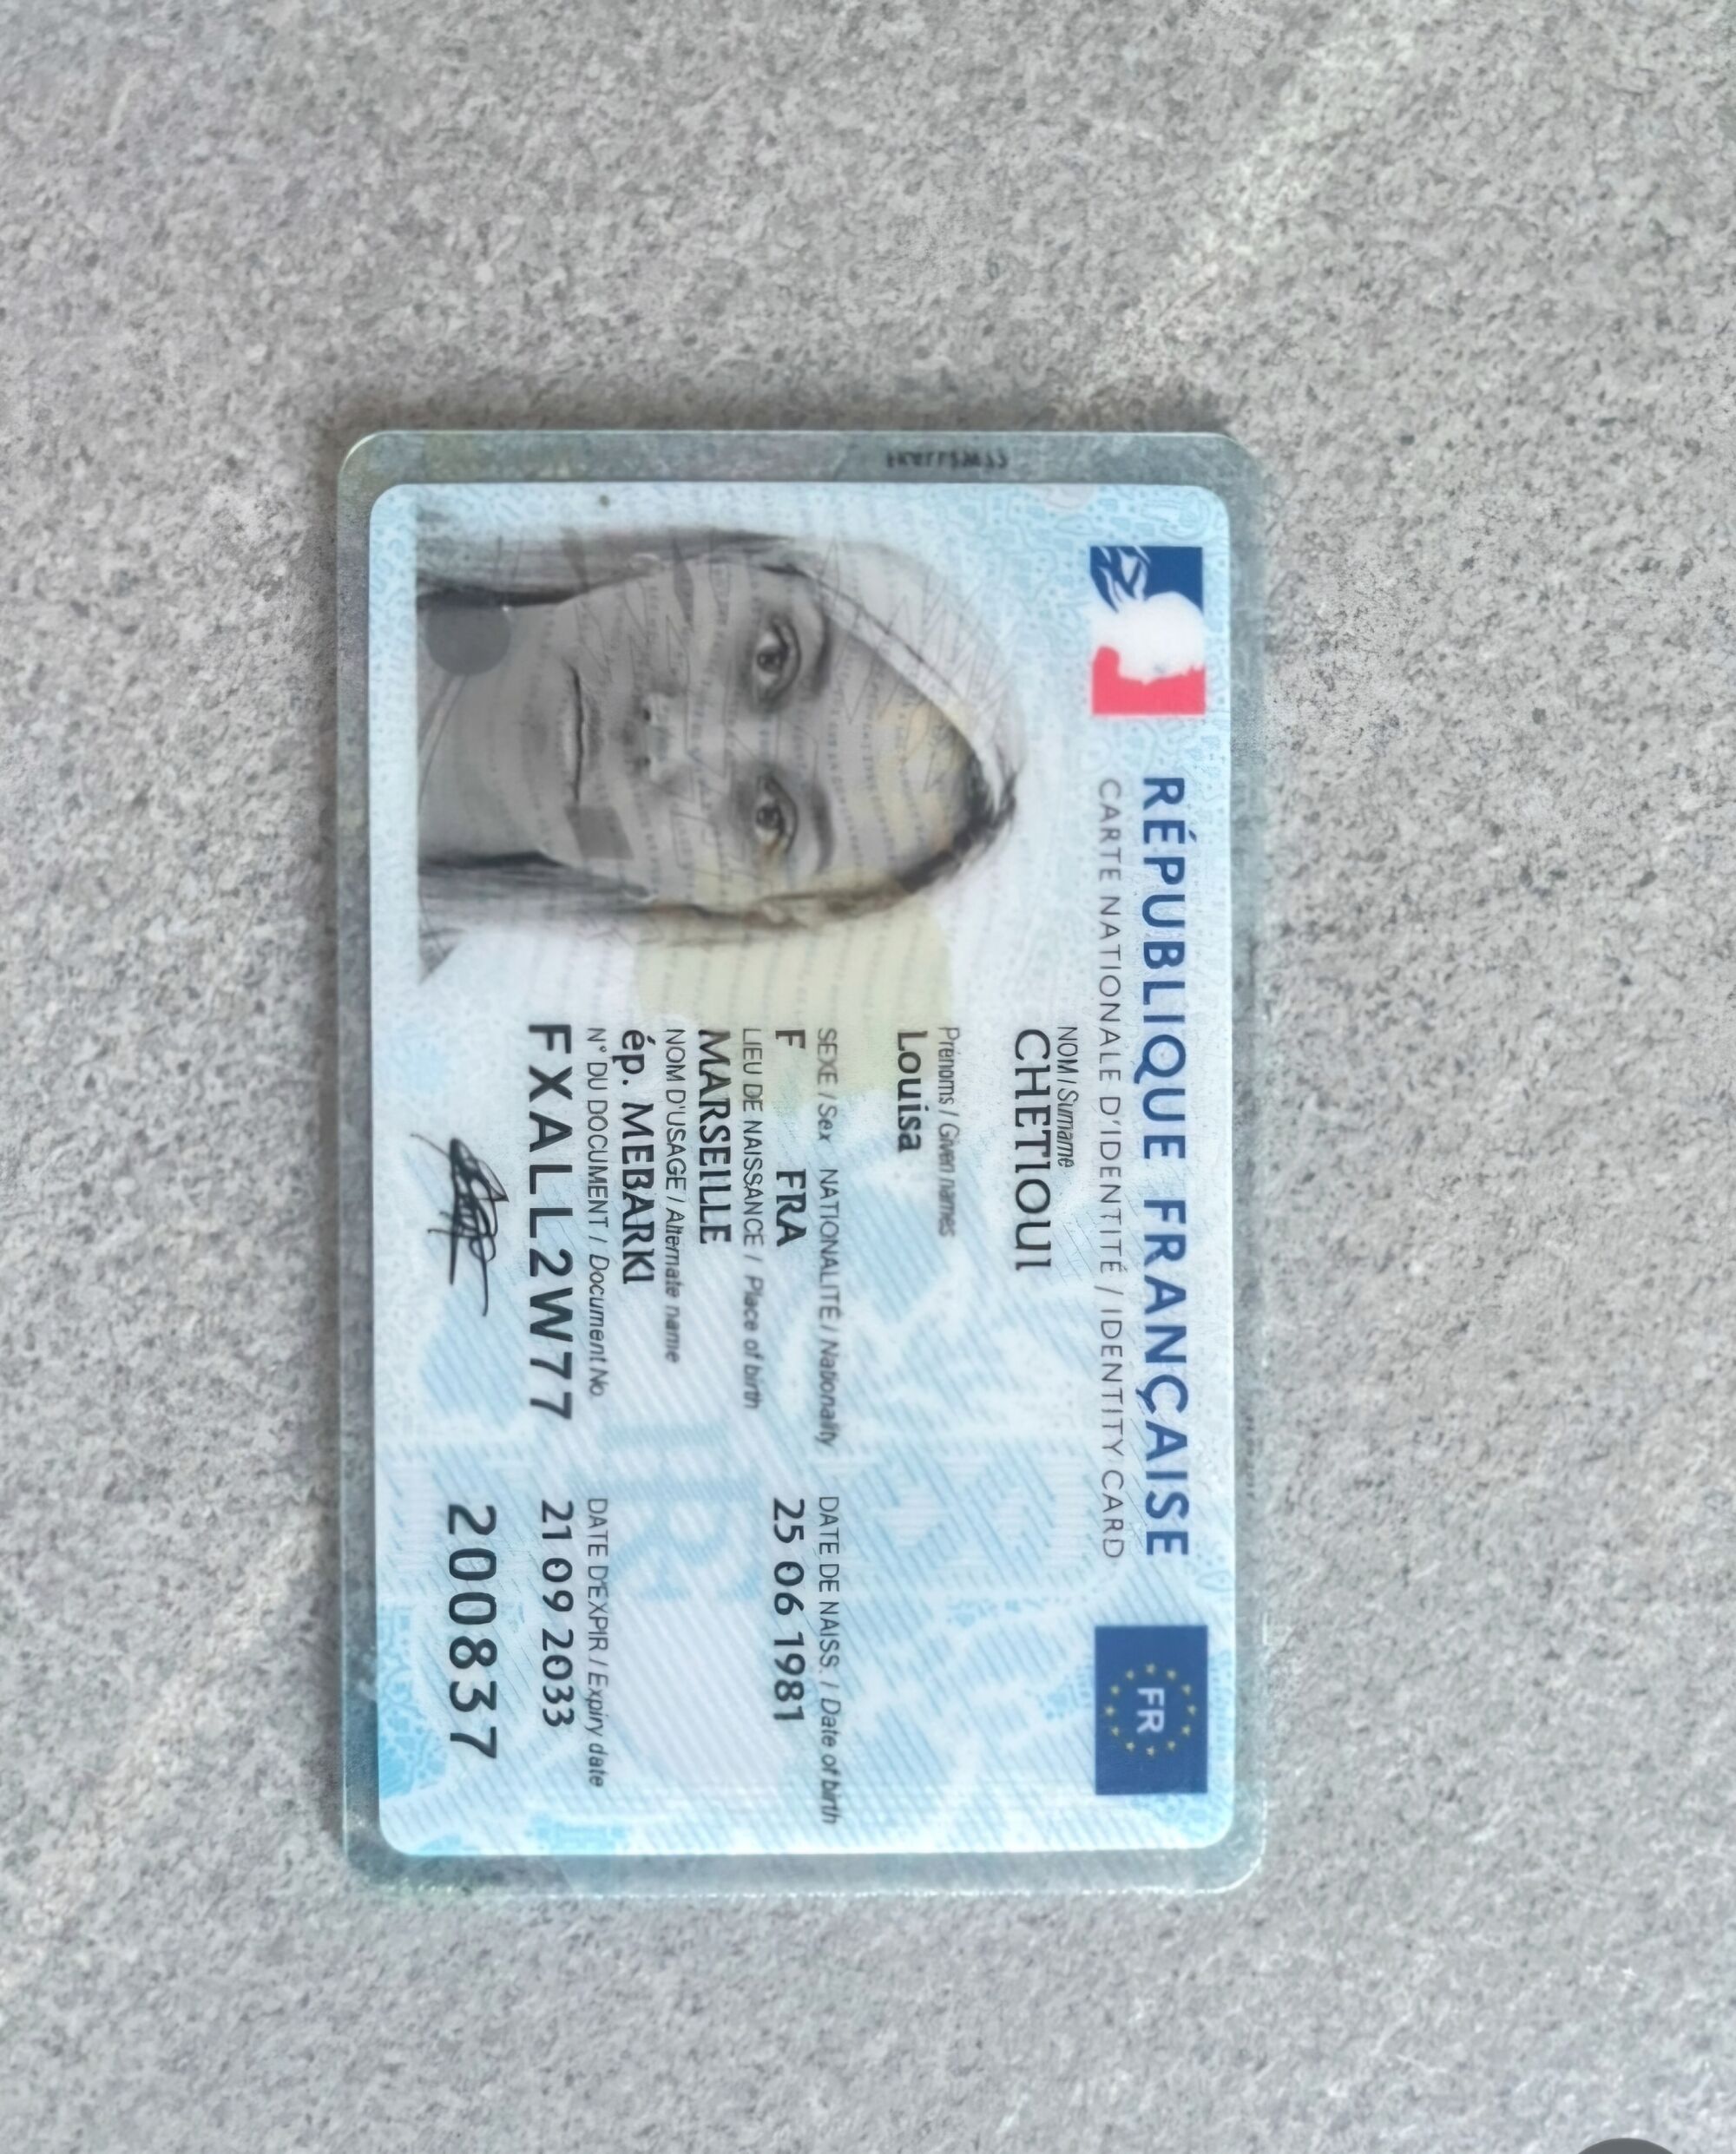 RÉPUBLIQUE FRANÇAISE
CARTE NATIONALE D'IDENTITÉ / IDENTITY CARD
FR
NOM / Surname
CHETIOUI
Prénoms / Given names
Louisa
SEXE / Sex NATIONALITÉ / Nationality DATE DE NAISS. / Date of birth
F FRA 25 06 1981
LIEU DE NAISSANCE / Place of birth
MARSEILLE
NOM D'USAGE / Alternate name
ép. MEBARKI
N° DU DOCUMENT / Document No. DATE D'EXPIR / Expiry date
FXALL2W77 21 09 2033
200837